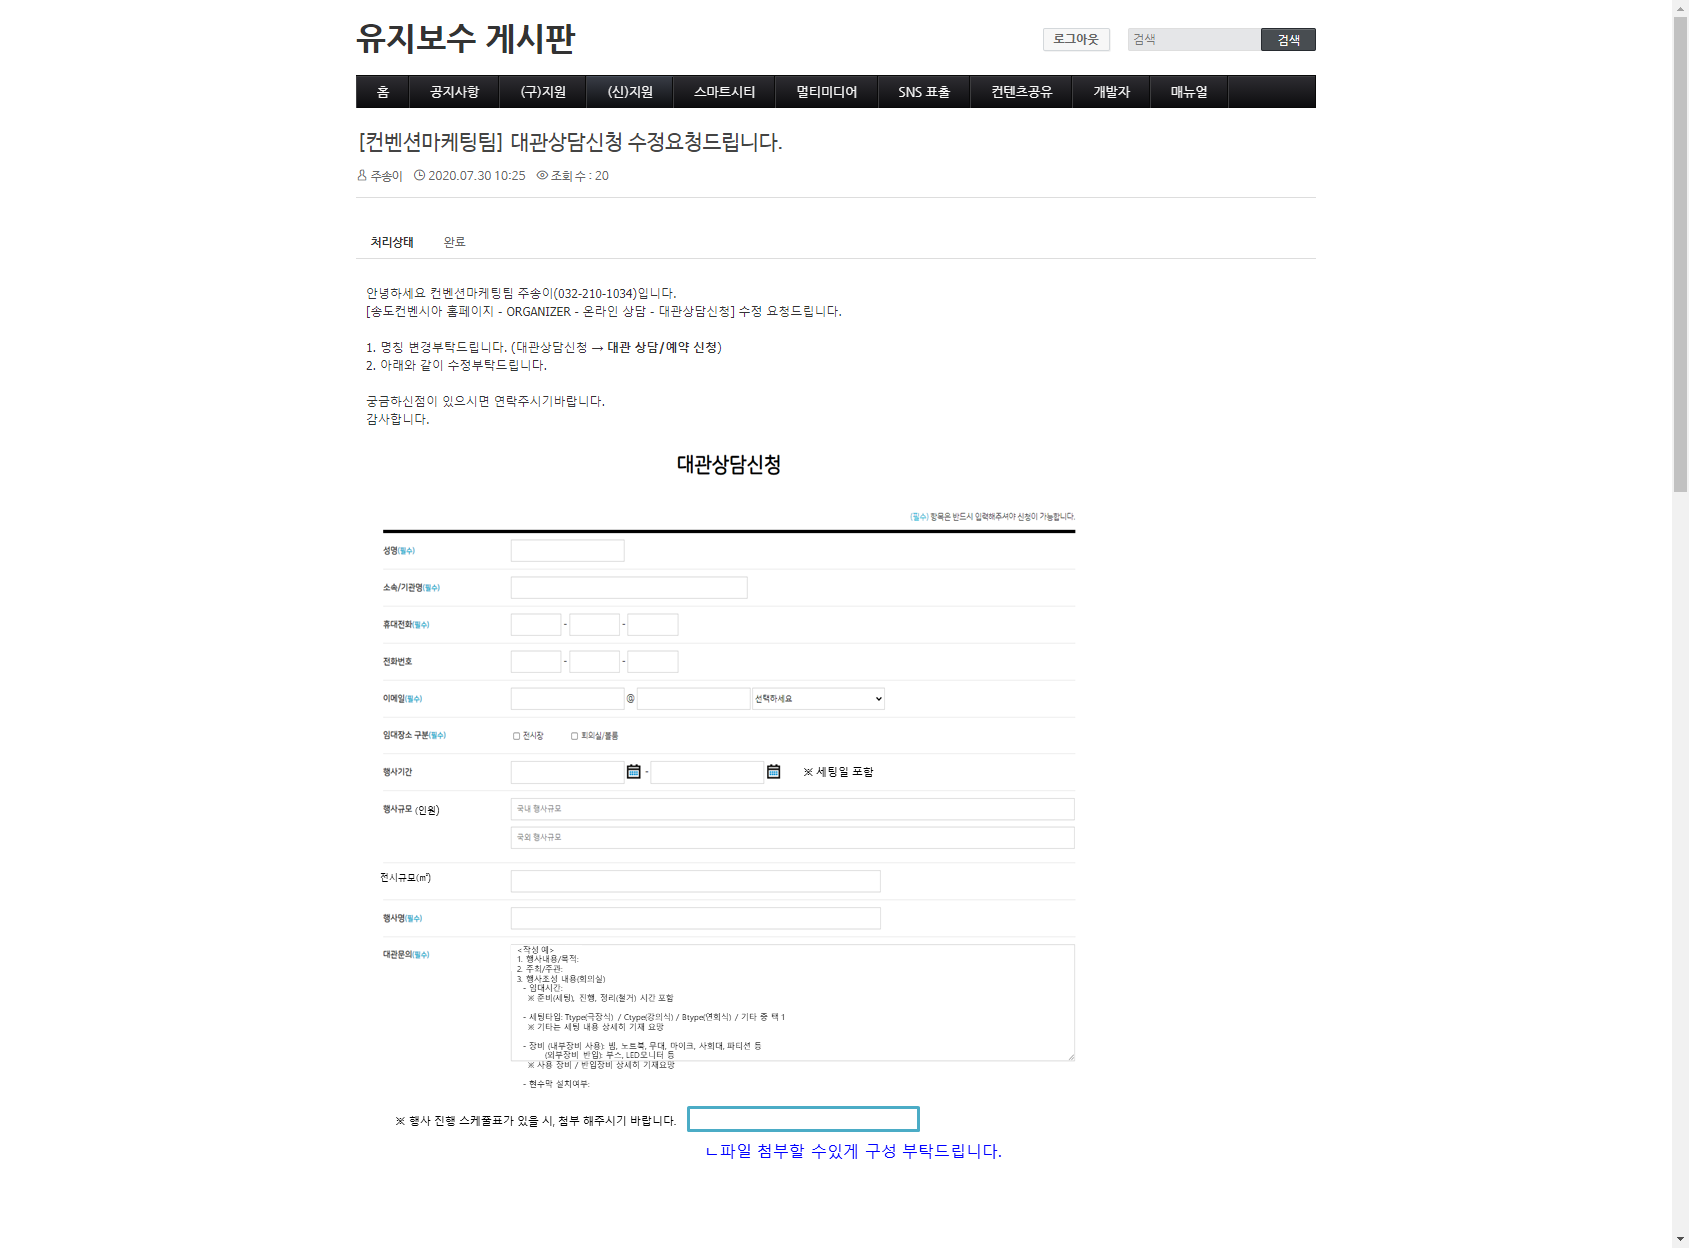 유지보수 게시판
로그아웃
검색
검색
홈 공지사항 (구)지원 (신)지원 스마트시티 멀티미디어 SNS 표출 컨텐츠공유 개발자 매뉴얼
[컨벤션마케팅팀] 대관상담신청 수정요청드립니다.
주송이 2020.07.30 10:25 조회 수 : 20
처리상태 완료
안녕하세요 컨벤션마케팅팀 주송이(032-210-1034)입니다.
[송도컨벤시아 홈페이지 - ORGANIZER - 온라인 상담 - 대관상담신청] 수정 요청드립니다.
1. 명칭 변경부탁드립니다. (대관상담신청 → 대관 상담/예약 신청)
2. 아래와 같이 수정부탁드립니다.
궁금하신점이 있으시면 연락주시기바랍니다.
감사합니다.
대관상담신청
(필수) 항목은 반드시 입력해주셔야 신청이 가능합니다.
성명(필수)
소속/기관명(필수)
휴대전화(필수) - -
전화번호 - -
이메일(필수) @ 선택하세요
임대장소 구분(필수) 전시장 회의실/볼룸
행사기간 - ※ 세팅일 포함
행사규모 (인원) 국내 행사규모
국외 행사규모
전시규모(㎡)
행사명(필수)
대관문의(필수)
<작성 예>
1. 행사내용/목적:
2. 주최/주관:
3. 행사조성 내용(회의실)
- 임대시간:
※ 준비(세팅), 진행, 정리(철거) 시간 포함
- 세팅타입: Ttype(극장식) / Ctype(강의식) / Btype(연회식) / 기타 중 택 1
※ 기타는 세팅 내용 상세히 기재 요망
- 장비 (내부장비 사용): 빔, 노트북, 무대, 마이크, 사회대, 파티션 등
(외부장비 반입): 부스, LED모니터 등
※ 사용 장비 / 반입장비 상세히 기재요망
- 현수막 설치여부:
※ 행사 진행 스케쥴표가 있을 시, 첨부 해주시기 바랍니다.
ㄴ파일 첨부할 수있게 구성 부탁드립니다.